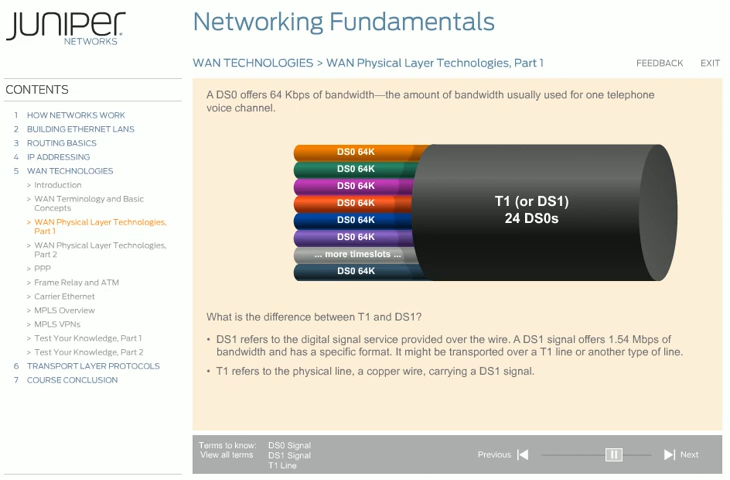 JUNIPER
NETWORKS
Networking Fundamentals
WAN TECHNOLOGIES > WAN Physical Layer Technologies, Part 1
FEEDBACK
EXIT
CONTENTS
1 HOW NETWORKS WORK
2 BUILDING ETHERNET LANS
3 ROUTING BASICS
4 IP ADDRESSING
5 WAN TECHNOLOGIES
> Introduction
> WAN Terminology and Basic
Concepts
> WAN Physical Layer Technologies,
Part 1
> WAN Physical Layer Technologies,
Part 2
> PPP
> Frame Relay and ATM
> Carrier Ethernet
> MPLS Overview
> MPLS VPNs
> Test Your Knowledge, Part 1
> Test Your Knowledge, Part 2
6 TRANSPORT LAYER PROTOCOLS
7 COURSE CONCLUSION
A DS0 offers 64 Kbps of bandwidth—the amount of bandwidth usually used for one telephone
voice channel.
DS0 64K
DS0 64K
DS0 64K
DS0 64K
DS0 64K
DS0 64K
... more timeslots ...
DS0 64K
T1 (or DS1)
24 DS0s
What is the difference between T1 and DS1?
• DS1 refers to the digital signal service provided over the wire. A DS1 signal offers 1.54 Mbps of
bandwidth and has a specific format. It might be transported over a T1 line or another type of line.
• T1 refers to the physical line, a copper wire, carrying a DS1 signal.
Terms to know:
View all terms
DS0 Signal
DS1 Signal
T1 Line
Previous
Next